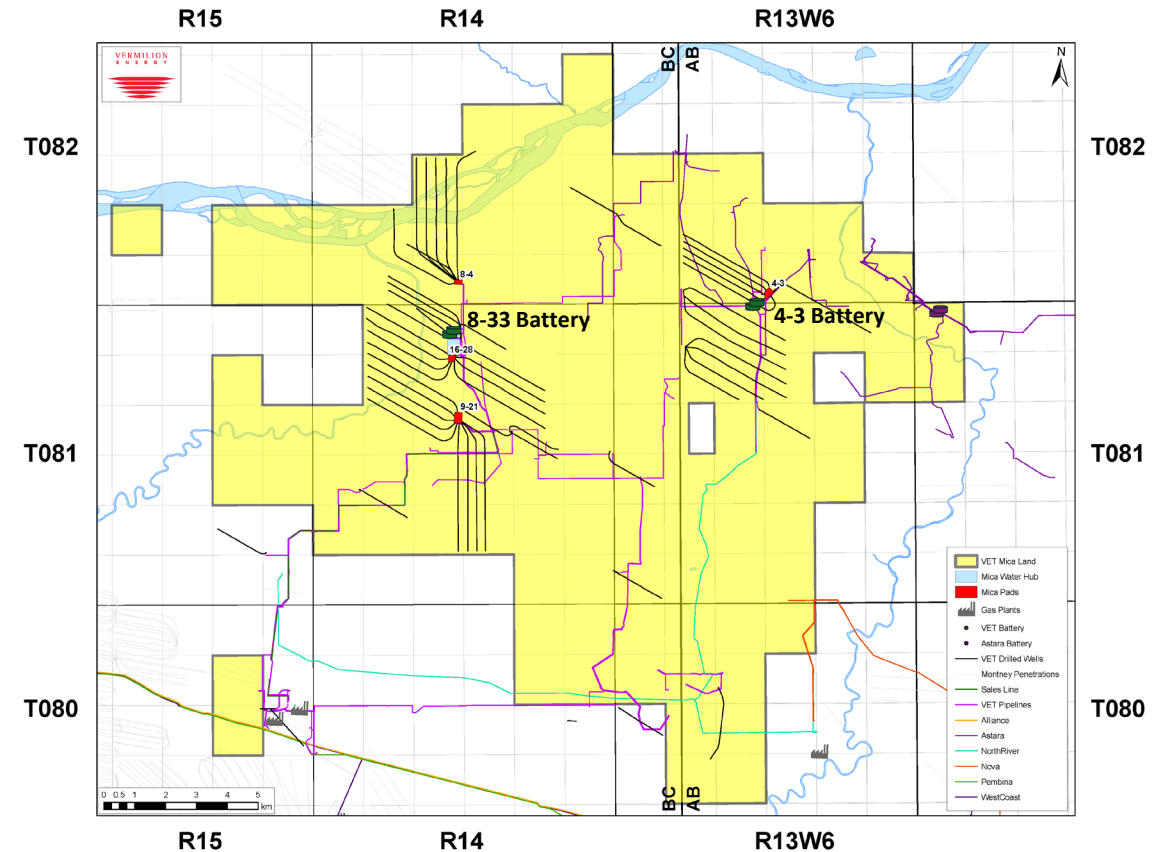 R15 R14 R13W6
VERMILION
ENERGY
BC AB
N
T082 T082
8-4
4-3
8-33 Battery 4-3 Battery
16-28
9-21
T081 T081
VET Mica Land
Mica Water Hub
Mica Pads
Gas Plants
VET Battery
Astara Battery
VET Drilled Wells
Montney Penetrations
Sales Line
VET Pipelines
Alliance
Astara
NorthRiver
Nova
Pembina
WestCoast
T080 T080
BC AB
0 0.5 1 2 3 4 5
km
R15 R14 R13W6